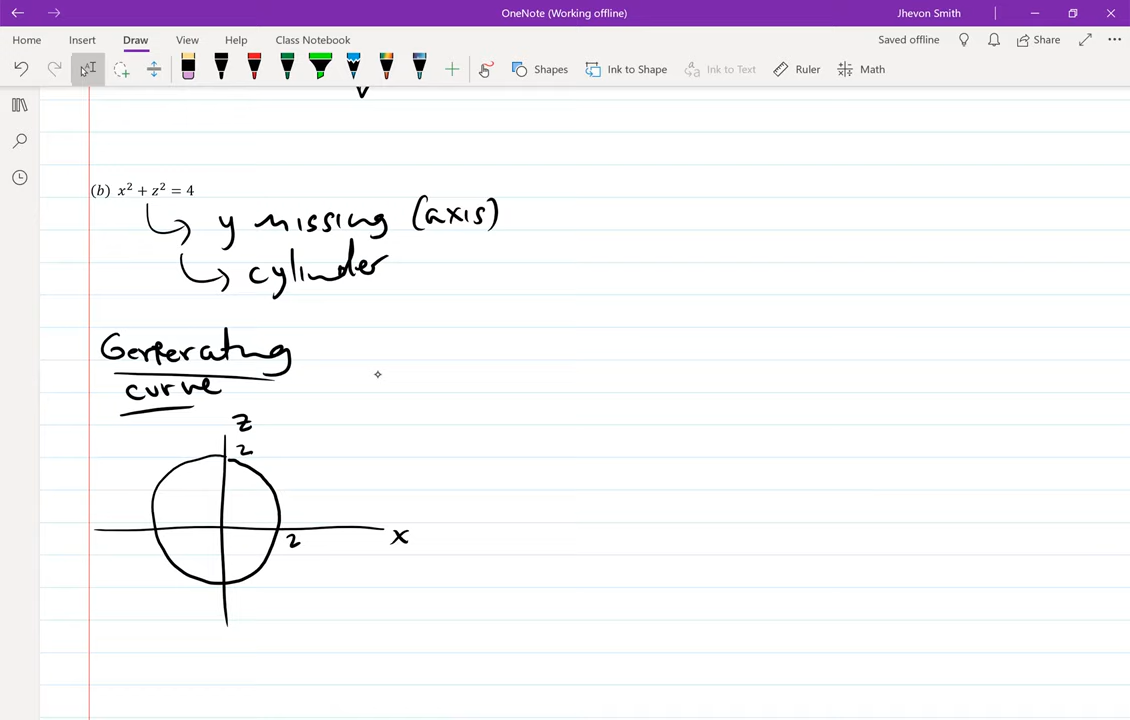 OneNote (Working offline)
Jhevon Smith
Home Insert Draw View Help Class Notebook
Saved offline
Share
Shapes
Ink to Shape
Ink to Text
Ruler
Math
(b) x² + z² = 4
y missing (axis)
cylinder
Generating
curve
z
2
2
x